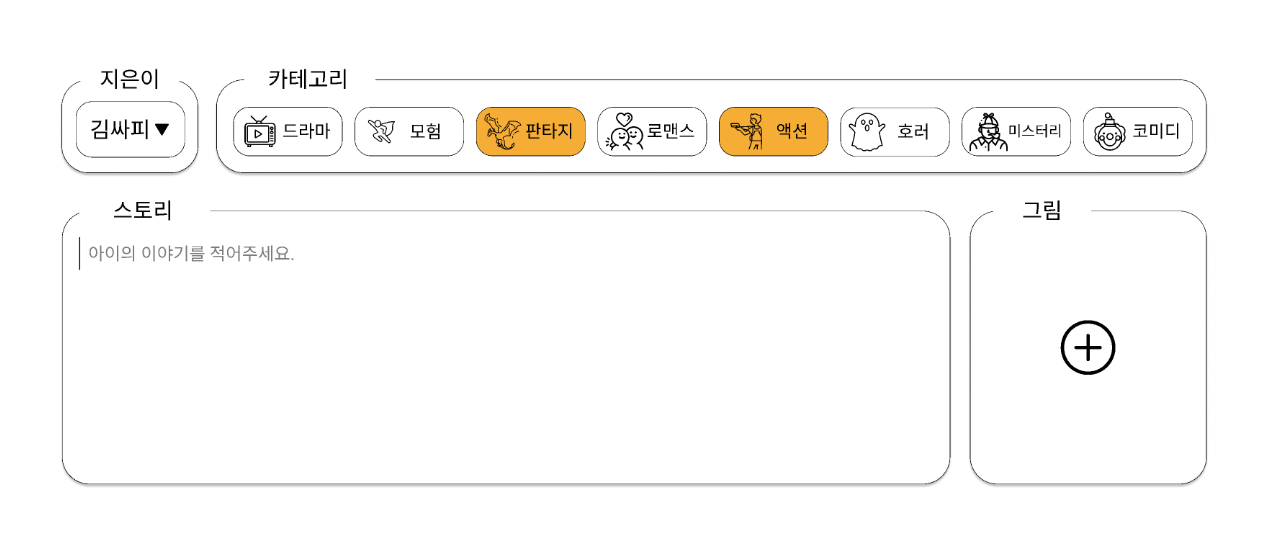 지은이
김싸피▼
카테고리
드라마 모험 판타지 로맨스 액션 호러 미스터리 코미디
스토리
아이의 이야기를 적어주세요.
그림